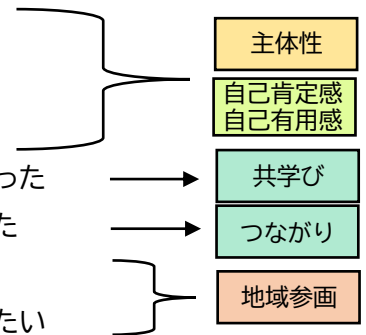 主体性
自己肯定感
自己有用感
った
共学び
た
つながり
地域参画
たい